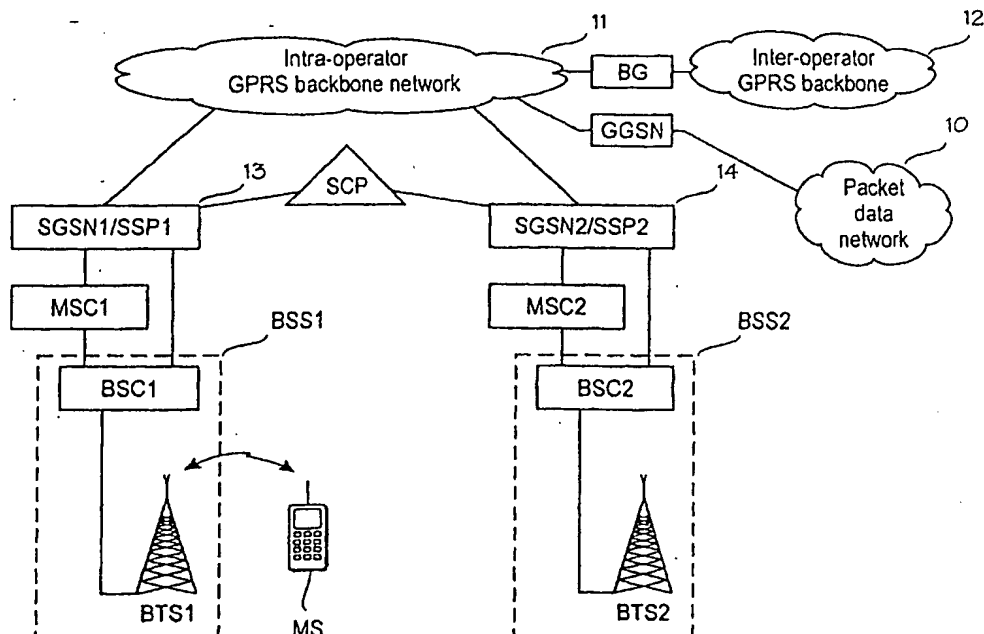 11
12
Intra-operator
GPRS backbone network
BG
Inter-operator
GPRS backbone
GGSN
10
Packet
data
network
13
SCP
14
SGSN1/SSP1
SGSN2/SSP2
MSC1
MSC2
BSS1
BSS2
BSC1
BSC2
BTS1
MS
BTS2